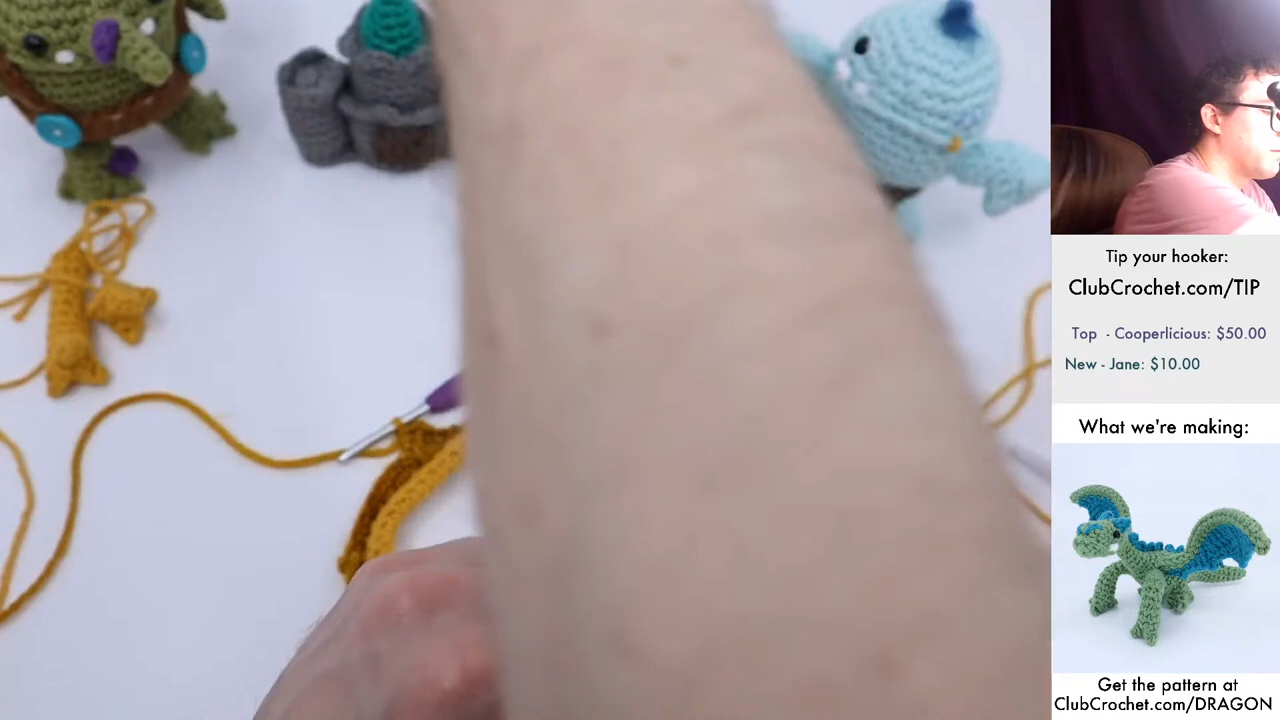 Tip your hooker:
ClubCrochet.com/TIP
Top - Cooperlicious: $50.00
New - Jane: $10.00
What we're making:
Get the pattern at
ClubCrochet.com/DRAGON